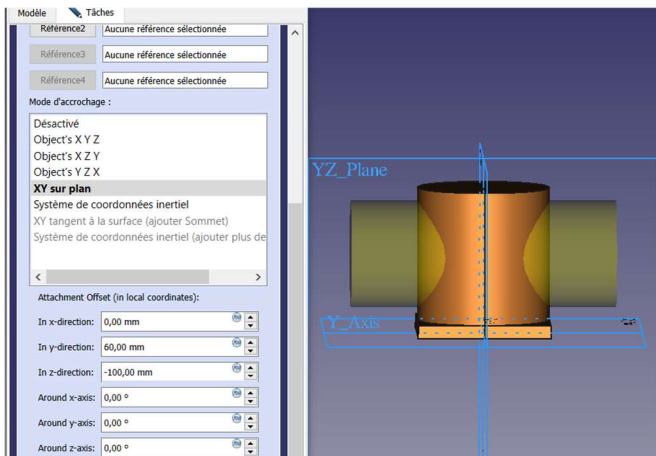 Modèle Tâches
Référence2 Aucune référence sélectionnée
Référence3 Aucune référence sélectionnée
Référence4 Aucune référence sélectionnée
Mode d'accrochage :
Désactivé
Object's X Y Z
Object's X Z Y
Object's Y Z X
XY sur plan
Système de coordonnées inertiel
XY tangent à la surface (ajouter Sommet)
Système de coordonnées inertiel (ajouter plus de
Attachment Offset (in local coordinates):
In x-direction: 0,00 mm
In y-direction: 60,00 mm
In z-direction: -100,00 mm
Around x-axis: 0,00 °
Around y-axis: 0,00 °
Around z-axis: 0,00 °
YZ_Plane
Y_Axis